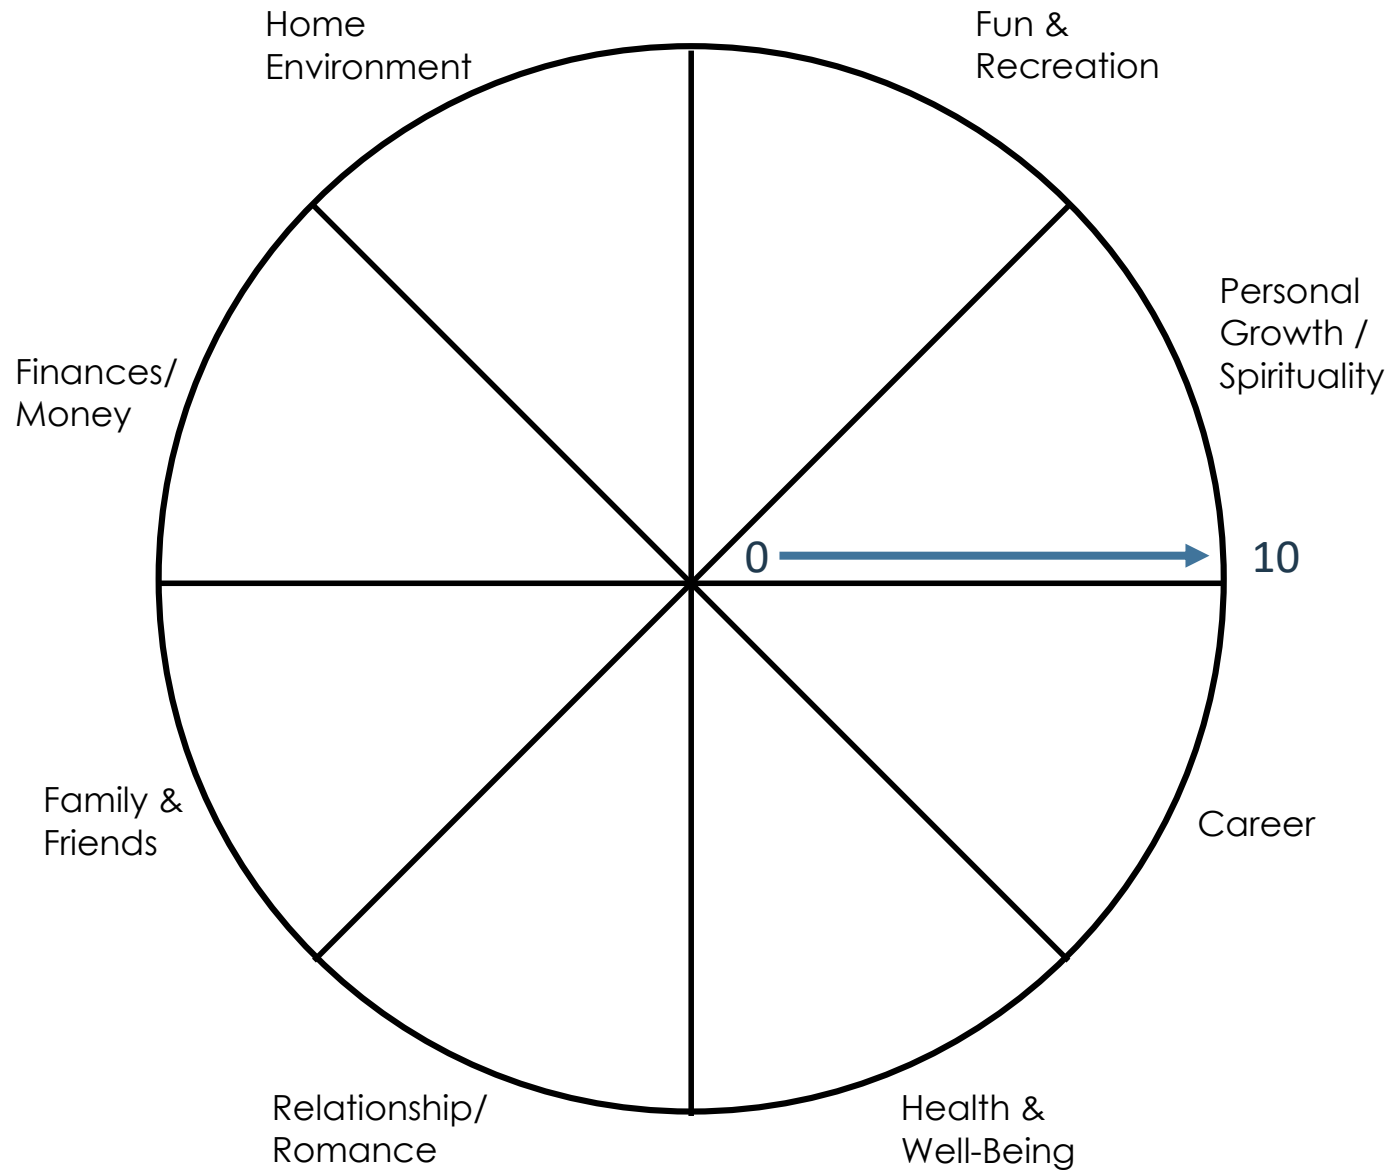 Home
Environment
Fun &
Recreation
Personal
Growth /
Spirituality
Finances/
Money
0
10
Family &
Friends
Career
Relationship/
Romance
Health &
Well-Being